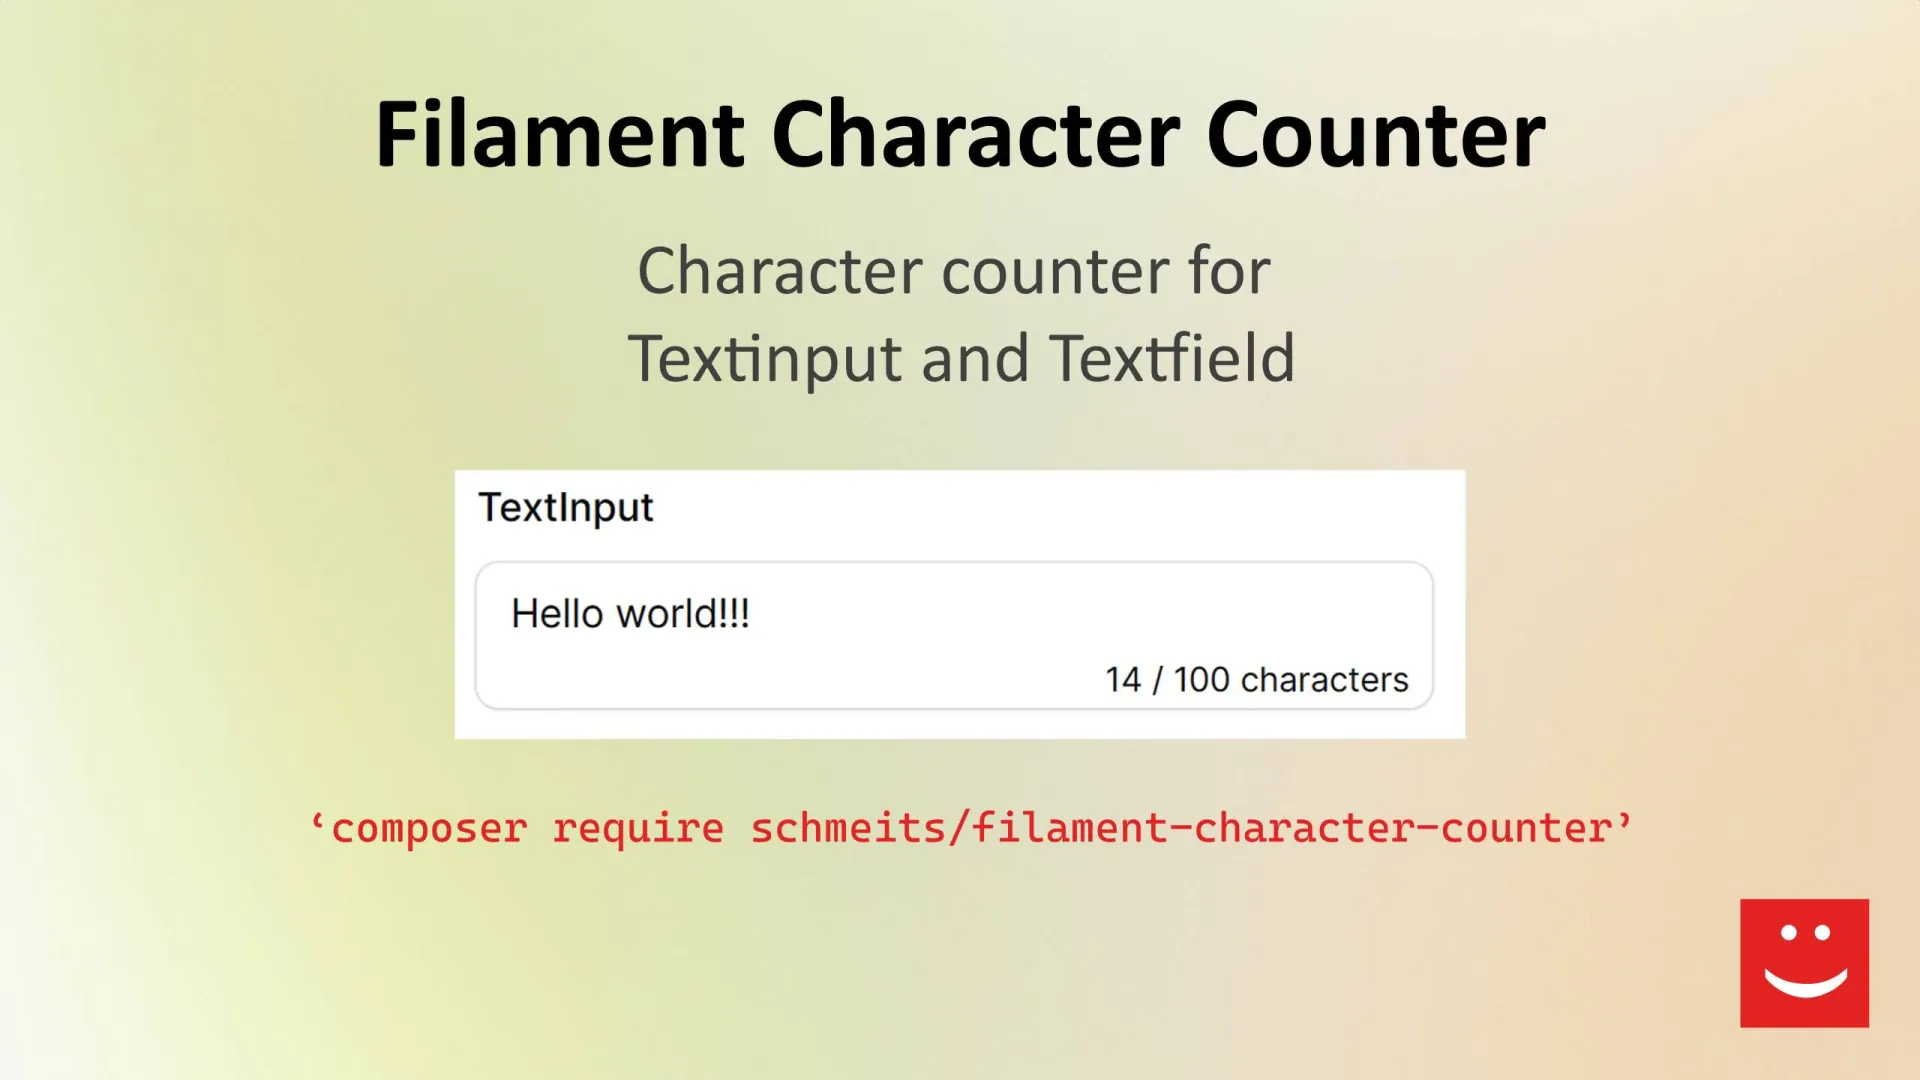 Filament Character Counter
Character counter for
Textinput and Textfield
TextInput
Hello world!!!
14 / 100 characters
‘composer require schmeits/filament-character-counter’